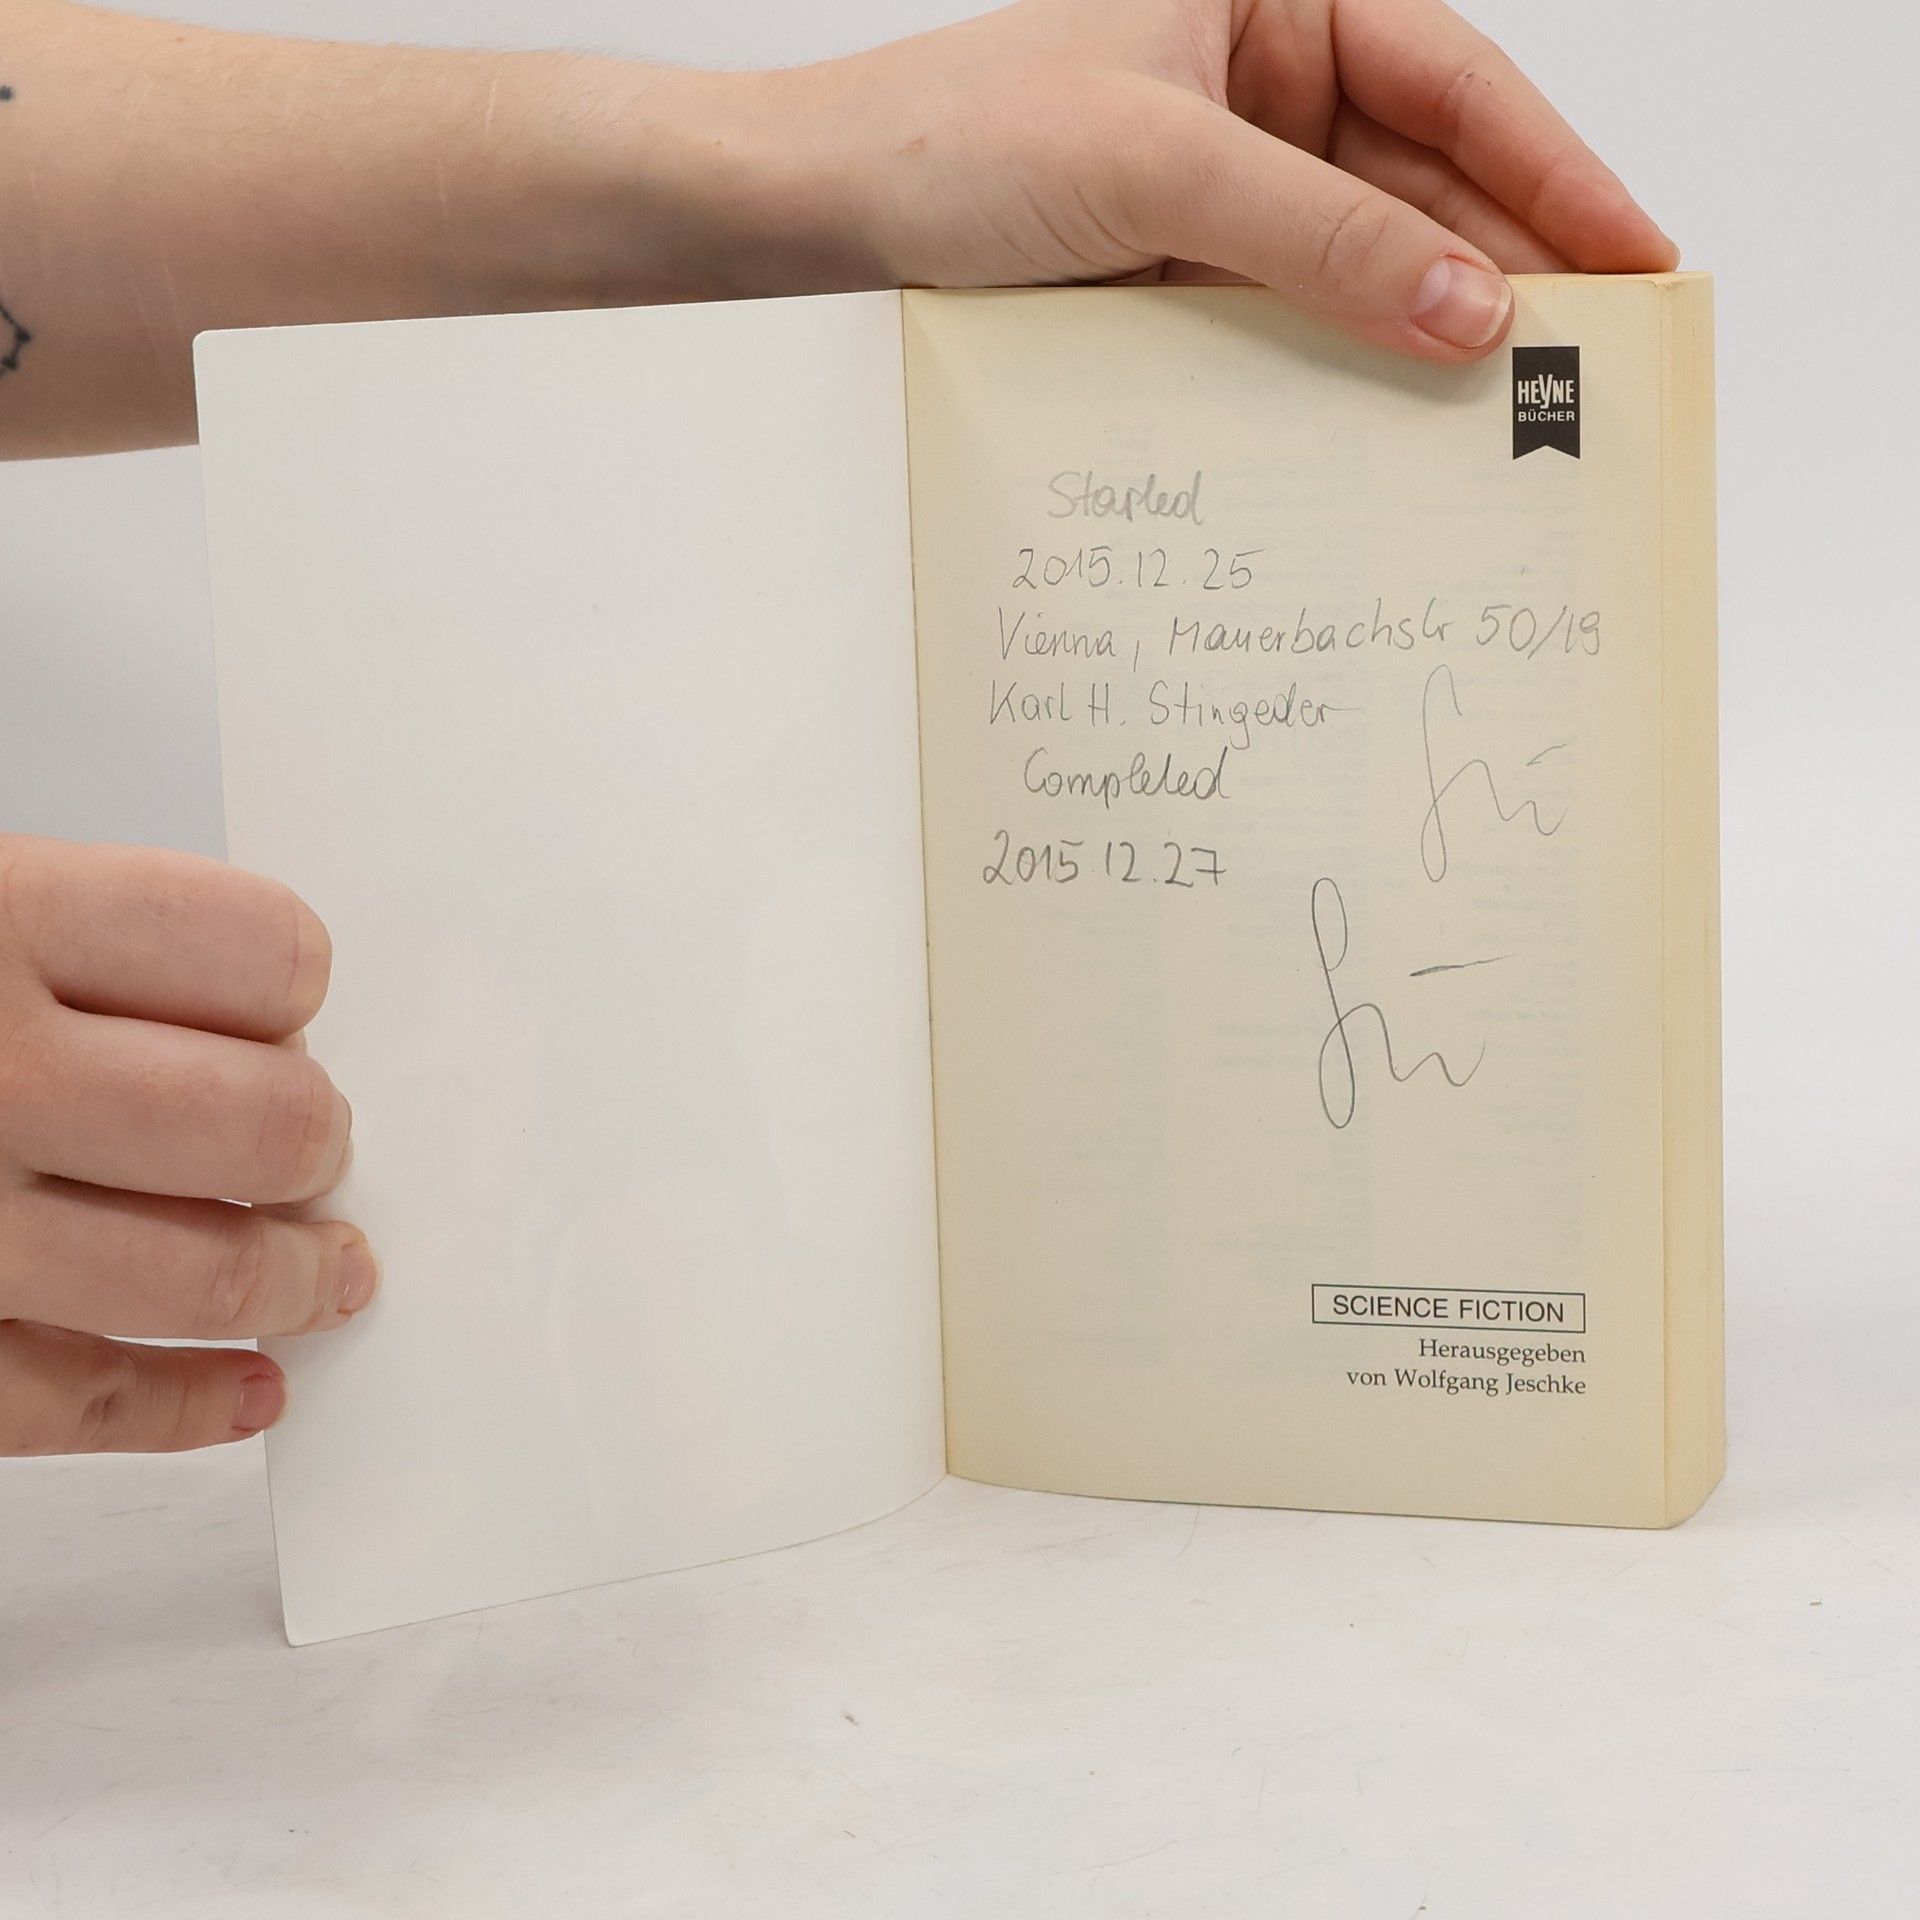 HEYNE
BÜCHER
Started
2015.12.25
Vienna, Mauerbachstr 50/19
Karl H. Stingeder
Completed
2015.12.27
SCIENCE FICTION
Herausgegeben
von Wolfgang Jeschke